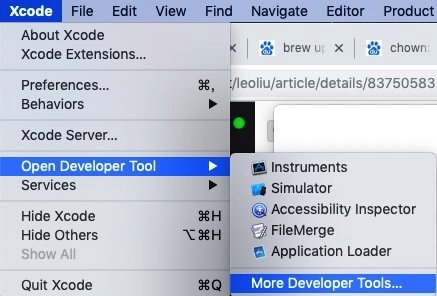 Xcode File Edit View Find Navigate Editor Product
About Xcode
Xcode Extensions...
Preferences... ⌘,
Behaviors ▶
Xcode Server...
Open Developer Tool ▶
Services ▶
Hide Xcode ⌘H
Hide Others ⌥⌘H
Show All
Quit Xcode ⌘Q
brew up × chown:
t/leoliu/article/details/83750583
Instruments
Simulator
Accessibility Inspector
FileMerge
Application Loader
More Developer Tools...